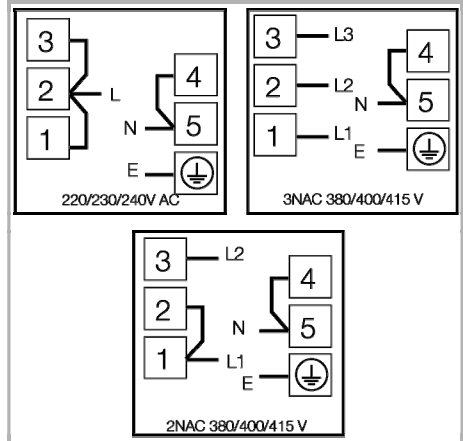 3
2 L
1
4
N 5
E
220/230/240V AC
3 L3
2 L2
1 L1
4
N 5
E
3NAC 380/400/415 V
3 L2
2
1 L1
4
N 5
E
2NAC 380/400/415 V